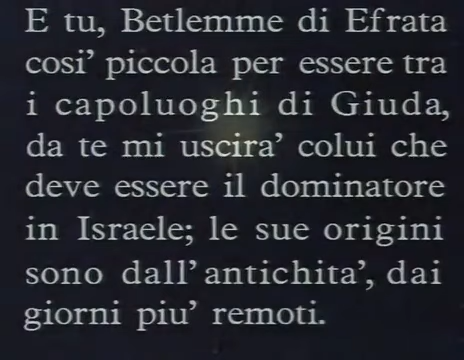 E tu, Betlemme di Efrata
cosi' piccola per essere tra
i capoluoghi di Giuda,
da te mi uscira' colui che
deve essere il dominatore
in Israele; le sue origini
sono dall'antichita', dai
giorni piu' remoti.